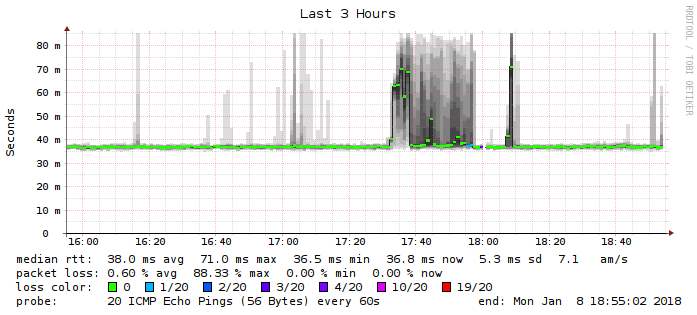 Last 3 Hours
RRDTOOL / TOBI OETIKER
Seconds
80 m
70 m
60 m
50 m
40 m
30 m
20 m
10 m
0
16:00 16:20 16:40 17:00 17:20 17:40 18:00 18:20 18:40
median rtt: 38.0 ms avg 71.0 ms max 36.5 ms min 36.8 ms now 5.3 ms sd 7.1 am/s
packet loss: 0.60 % avg 88.33 % max 0.00 % min 0.00 % now
loss color: 0 1/20 2/20 3/20 4/20 10/20 19/20
probe: 20 ICMP Echo Pings (56 Bytes) every 60s end: Mon Jan 8 18:55:02 2018